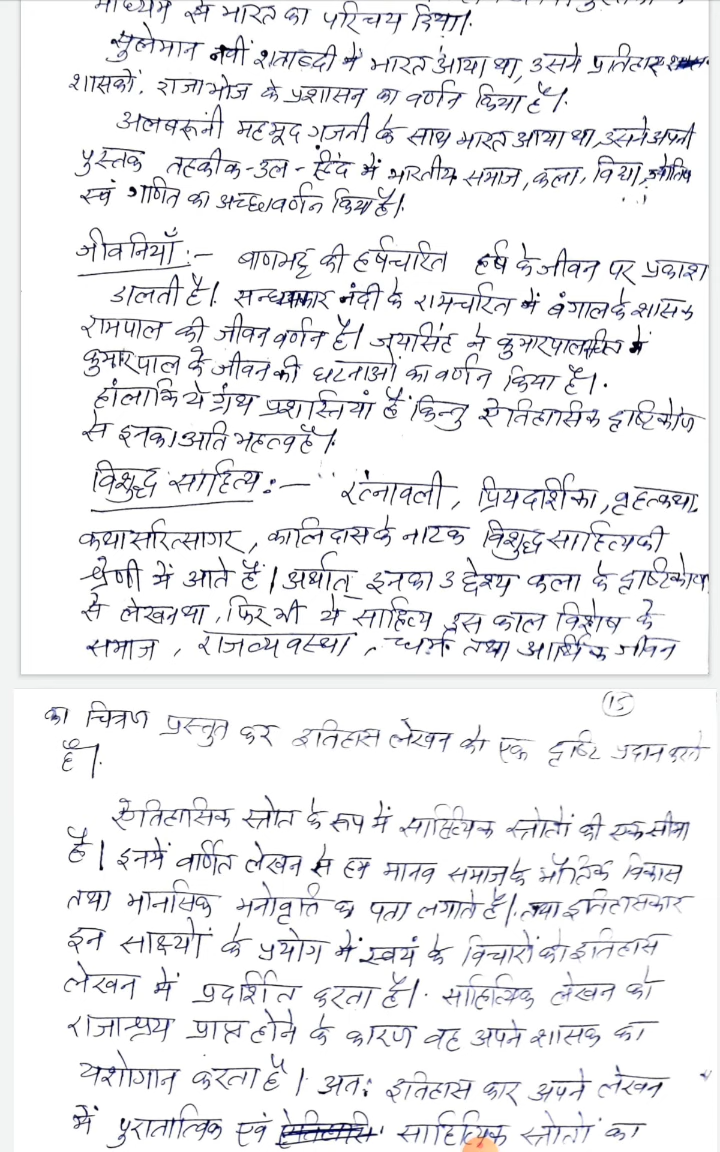 माध्यम से भारत का परिचय दिया।
सुलेमान नवीं शताब्दी में भारत आया था, उसने प्रतिहार
शासकों, राजा भोज के प्रशासन का वर्णन किया है।
अलबरूनी महमूद गजनी के साथ भारत आया था, उसने अपनी
पुस्तक तहकीक-उल-हिंद में भारतीय समाज, कला, विद्या, ज्योतिष
एवं गणित का अच्छा वर्णन किया है।
जीवनियाँ :- बाणभट्ट की हर्षचरित हर्ष के जीवन पर प्रकाश
डालती है। सन्ध्याकार नंदी के रामचरित में बंगाल के शासक
रामपाल की जीवन वर्णन है। जयसिंह ने कुमारपालचरित में
कुमारपाल के जीवन की घटनाओं का वर्णन किया है।
हांलाकि ये ग्रंथ प्रशास्तियां हैं किन्तु ऐतिहासिक दृष्टिकोण
से इनका अति महत्व है।
विशुद्ध साहित्य :- रत्नावली, प्रियदर्शिका, वृहत्कथा,
कथासरित्सागर, कालिदास के नाटक विशुद्ध साहित्य की
श्रेणी में आते हैं। अर्थात् इनका उद्देश्य कला के दृष्टिकोण
से लेखन था, फिर भी ये साहित्य इस काल विशेष के
समाज, राजव्यवस्था, धर्म तथा आर्थिक जीवन
15
का चित्रण प्रस्तुत कर इतिहास लेखन को एक दृष्टि प्रदान करते
हैं।
ऐतिहासिक स्त्रोत के रूप में साहित्यिक स्त्रोतों की एक सीमा
है। इनमें वर्णित लेखन से हम मानव समाज के भौतिक विकास
तथा मानसिक मनोवृत्ति का पता लगाते हैं। तथा इतिहासकार
इन साक्ष्यों के प्रयोग में स्वयं के विचारों को इतिहास
लेखन में प्रदर्शित करता है। साहित्यिक लेखन को
राजाश्रय प्राप्त होने के कारण वह अपने शासक का
यशोगान करता है। अतः इतिहास कार अपने लेखन
में पुरातात्विक एवं साहित्यिक स्त्रोतों का